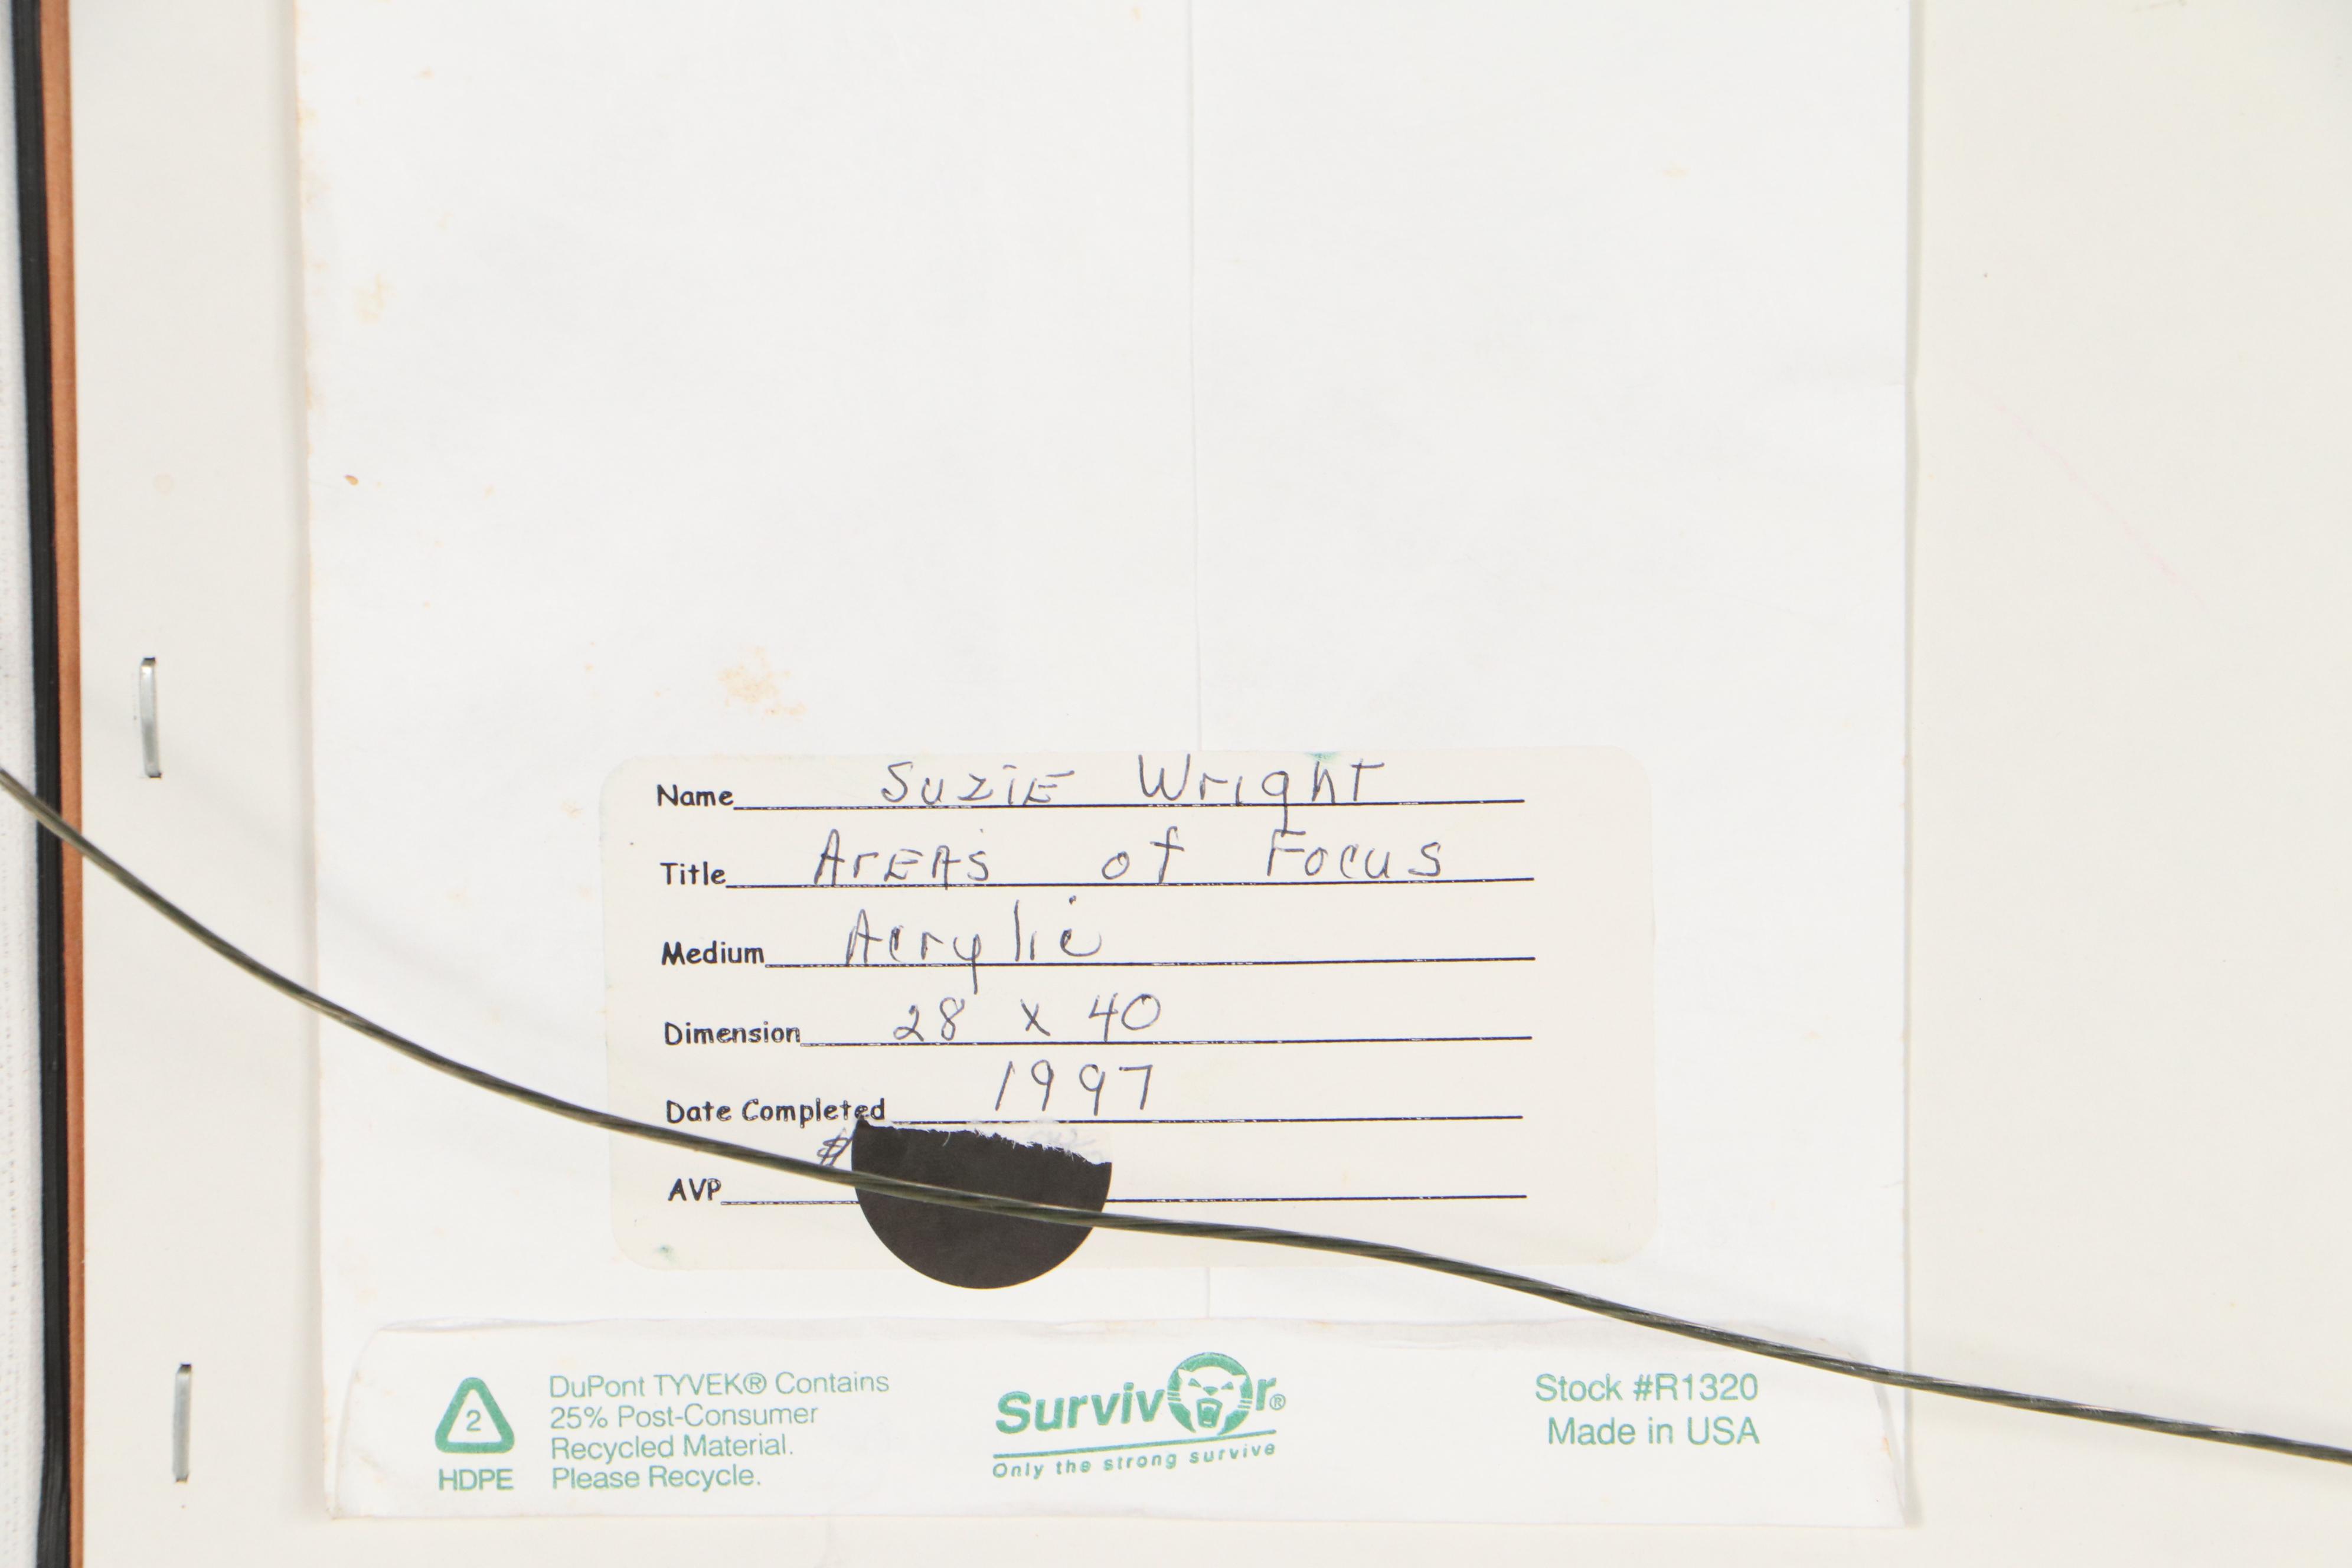 Name Suzie Wright
Title Areas of Focus
Medium Acrylic
Dimension 28 x 40
Date Completed 1997
$
AVP
2
HDPE
DuPont TYVEK® Contains
25% Post-Consumer
Recycled Material.
Please Recycle.
Survivor®
Only the strong survive
Stock #R1320
Made in USA